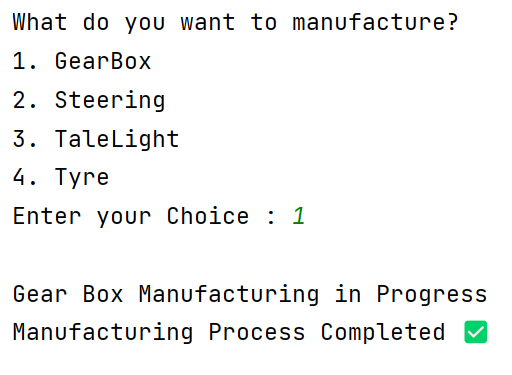 What do you want to manufacture?
1. GearBox
2. Steering
3. TaleLight
4. Tyre
Enter your Choice : 1
Gear Box Manufacturing in Progress
Manufacturing Process Completed ✅